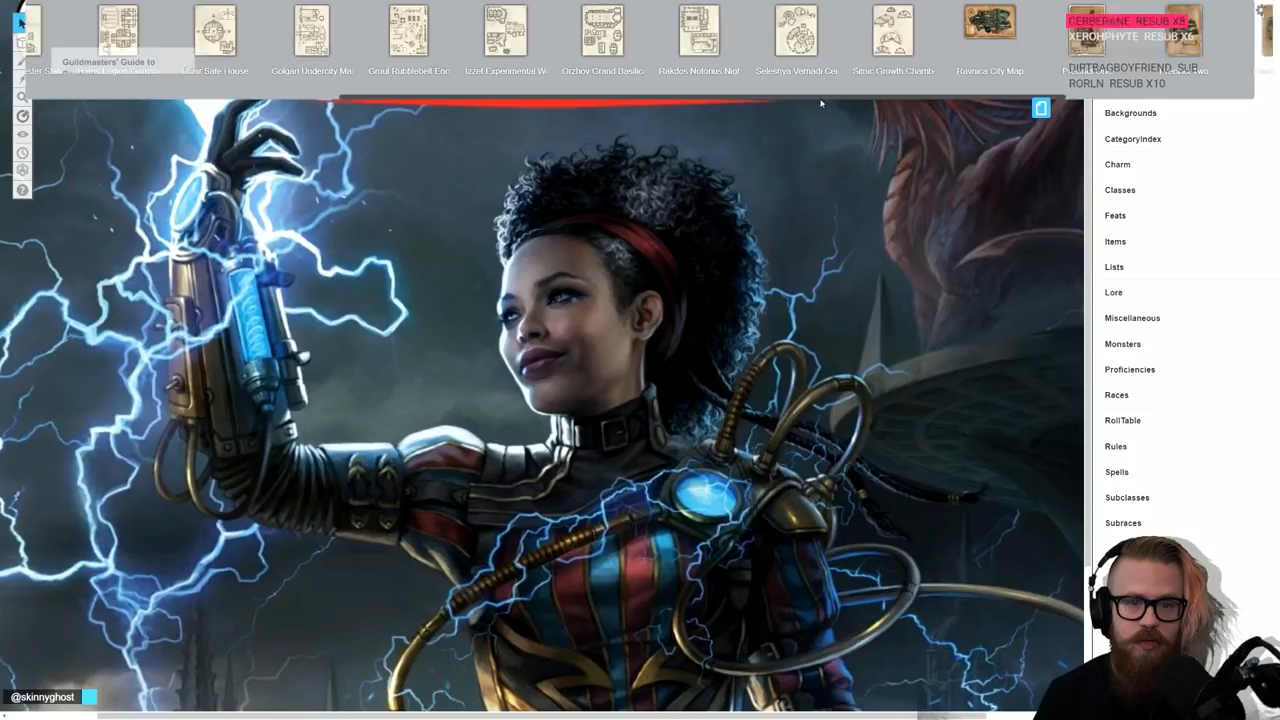 CERBERANE RESUB X8
XEROHPHYTE RESUB X6
DIRTBAGBOYFRIEND SUB
RORLN RESUB X10
Guildmasters' Guide to
Safe House
Golgari Undercity Ma
Gruul Rubblebelt Enc
Izzet Experimental W
Orzhov Grand Basilic
Rakdos Notorius Nigh
Selesnya Vernadi Cei
Simic Growth Chamb
Ravnica City Map
Backgrounds
CategoryIndex
Charm
Classes
Feats
Items
Lists
Lore
Miscellaneous
Monsters
Proficiencies
Races
RollTable
Rules
Spells
Subclasses
Subraces
@skinnyghost